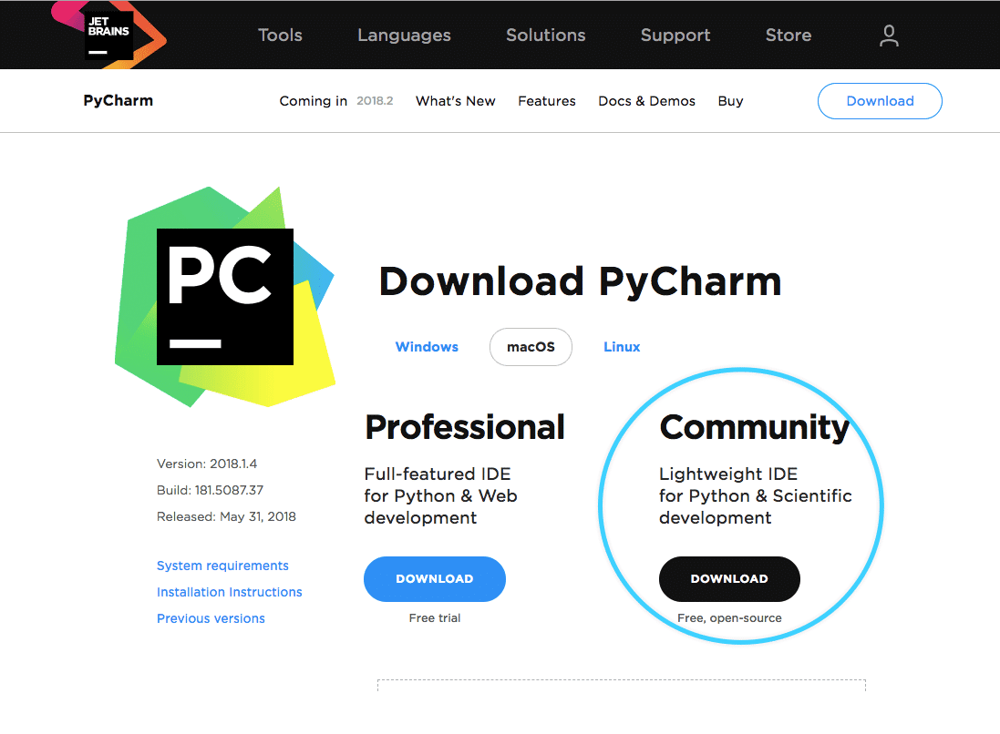 JET
BRAINS
Tools Languages Solutions Support Store
PyCharm Coming in 2018.2 What's New Features Docs & Demos Buy Download
PC
Download PyCharm
Windows macOS Linux
Professional
Full-featured IDE
for Python & Web
development
DOWNLOAD
Free trial
Community
Lightweight IDE
for Python & Scientific
development
DOWNLOAD
Free, open-source
Version: 2018.1.4
Build: 181.5087.37
Released: May 31, 2018
System requirements
Installation Instructions
Previous versions